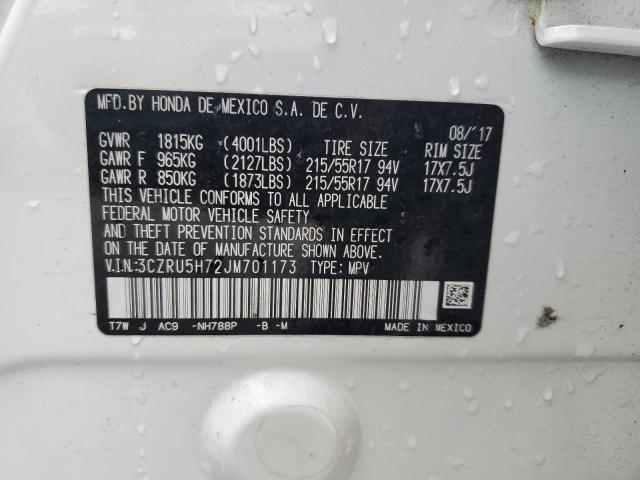 MFD. BY HONDA DE MEXICO S.A. DE C.V.
08/'17
GVWR 1815KG (4001LBS) TIRE SIZE RIM SIZE
GAWR F 965KG (2127LBS) 215/55R17 94V 17X7.5J
GAWR R 850KG (1873LBS) 215/55R17 94V 17X7.5J
THIS VEHICLE CONFORMS TO ALL APPLICABLE
FEDERAL MOTOR VEHICLE SAFETY
AND THEFT PREVENTION STANDARDS IN EFFECT
ON THE DATE OF MANUFACTURE SHOWN ABOVE.
V.I.N.:3CZRU5H72JM701173 TYPE: MPV
T7W J AC9 -NH788P -B -M MADE IN MEXICO